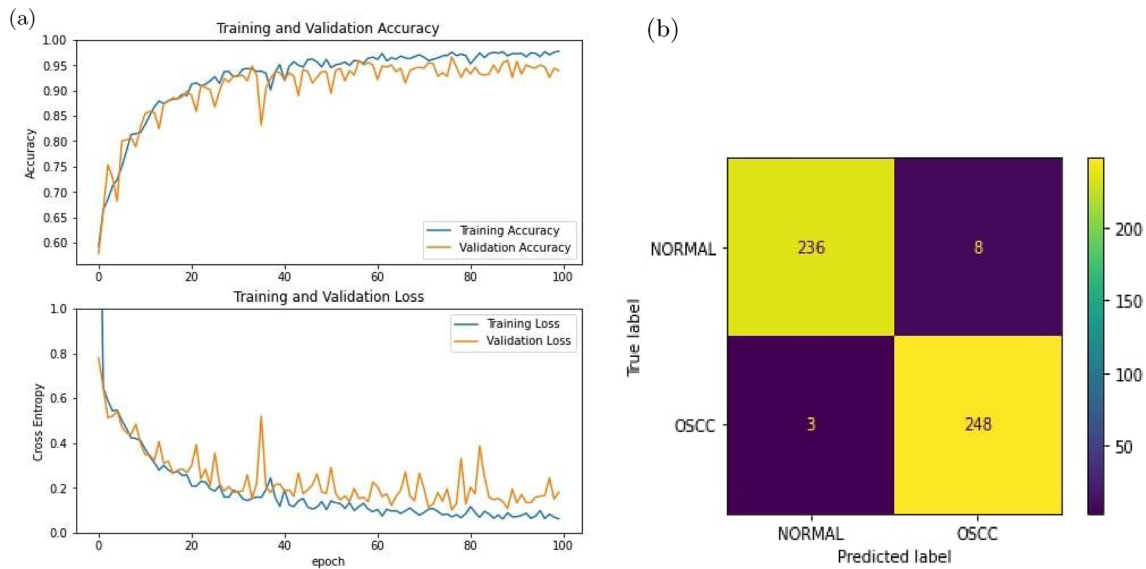 (a)
Training and Validation Accuracy
1.00
0.95
0.90
0.85
0.80
0.75
0.70
0.65
0.60
Accuracy
Training Accuracy
Validation Accuracy
0 20 40 60 80 100
Training and Validation Loss
1.0
0.8
0.6
0.4
0.2
0.0
Cross Entropy
Training Loss
Validation Loss
0 20 40 60 80 100
epoch
(b)
True label
NORMAL 236 8
OSCC 3 248
NORMAL OSCC
Predicted label
200
150
100
50